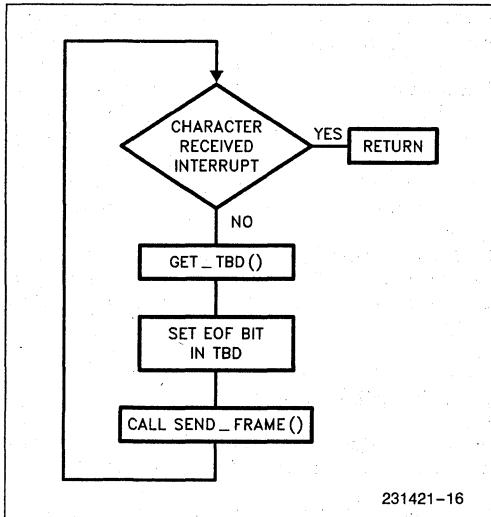 CHARACTER
RECEIVED
INTERRUPT
YES
RETURN
NO
GET_TBD()
SET EOF BIT
IN TBD
CALL SEND_FRAME()
231421-16